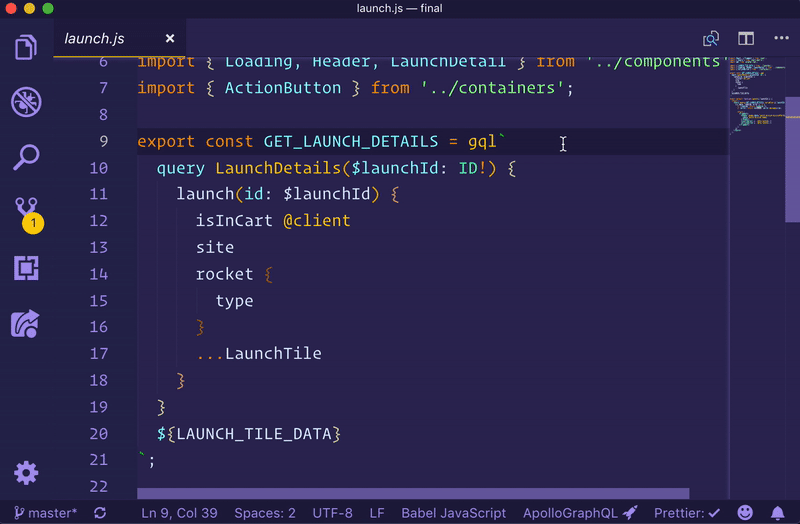 launch.js — final
launch.js ×
6 import { Loading, Header, LaunchDetail } from '../components'
7 import { ActionButton } from '../containers';
8
9 export const GET_LAUNCH_DETAILS = gql`
10 query LaunchDetails($launchId: ID!) {
11 launch(id: $launchId) {
12 isInCart @client
13 site
14 rocket {
15 type
16 }
17 ...LaunchTile
18 }
19 }
20 ${LAUNCH_TILE_DATA}
21 `;
22
1
master* Ln 9, Col 39 Spaces: 2 UTF-8 LF Babel JavaScript ApolloGraphQL Prettier: ✓